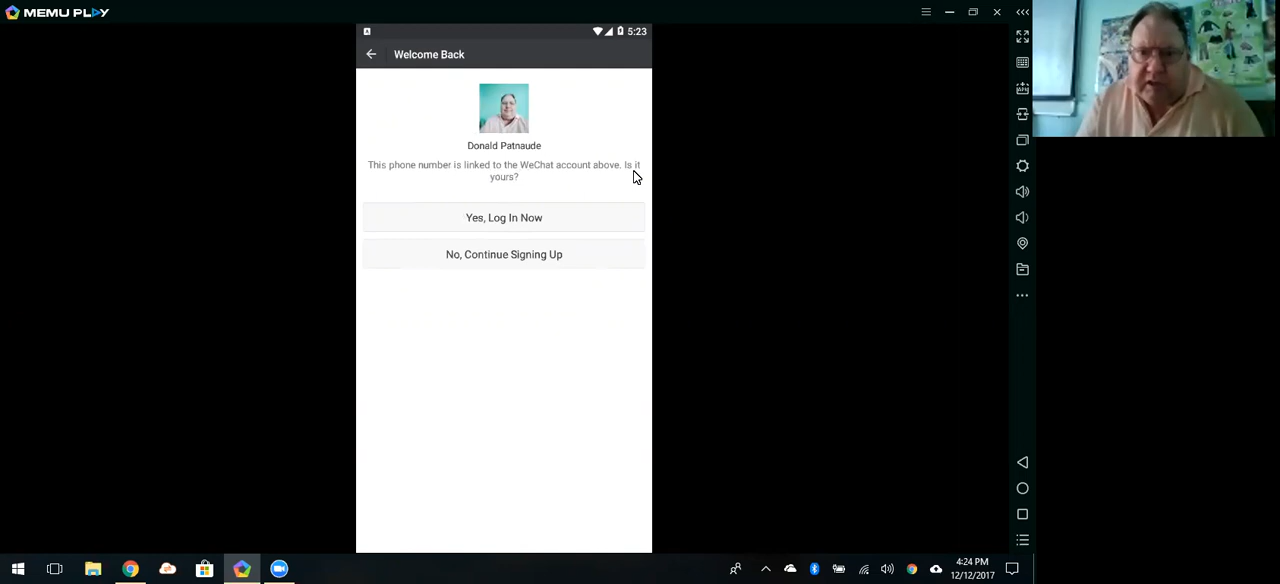 MEMU PLAY
5:23
Welcome Back
Donald Patnaude
This phone number is linked to the WeChat account above. Is it
yours?
Yes, Log In Now
No, Continue Signing Up
4:24 PM
12/12/2017